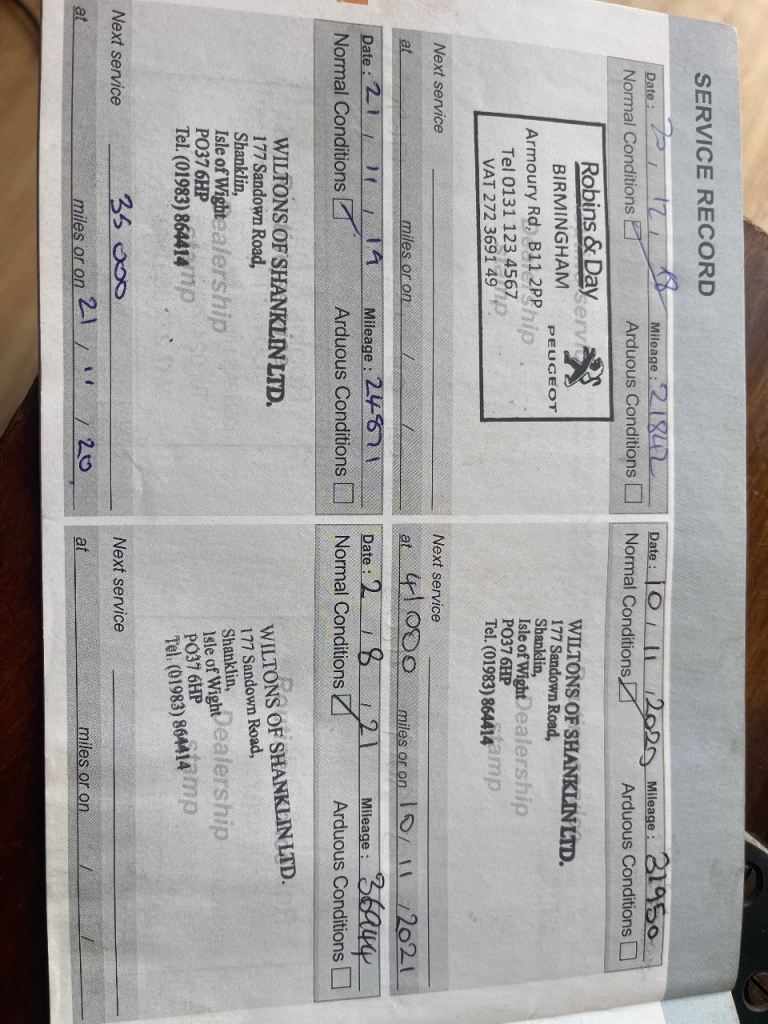 SERVICE RECORD
Date : 20 / 12 / 18 Mileage : 21842
Normal Conditions Arduous Conditions
Robins & Day
BIRMINGHAM
PEUGEOT
Armoury Rd, B11 2PP
Tel 0131 123 4567
VAT 272 3691 49
Next service
at miles or on / /
Date : 10 / 11 / 2020 Mileage : 31950
Normal Conditions Arduous Conditions
WILTONS OF SHANKLIN LTD.
177 Sandown Road,
Shanklin,
Isle of Wight Dealership
PO37 6HP stamp
Tel. (01983) 864414
Next service
at 41000 miles or on 10 / 11 / 2021
Date : 21 / 11 / 19 Mileage : 24871
Normal Conditions Arduous Conditions
WILTONS OF SHANKLIN LTD.
177 Sandown Road,
Shanklin,
Isle of Wight Dealership
PO37 6HP stamp
Tel. (01983) 864414
Next service
at 35 000 miles or on 21 / 11 / 20
Date : 2 / 8 / 21 Mileage : 36944
Normal Conditions Arduous Conditions
WILTONS OF SHANKLIN LTD.
177 Sandown Road,
Shanklin,
Isle of Wight Dealership
PO37 6HP stamp
Tel. (01983) 864414
Next service
at miles or on / /